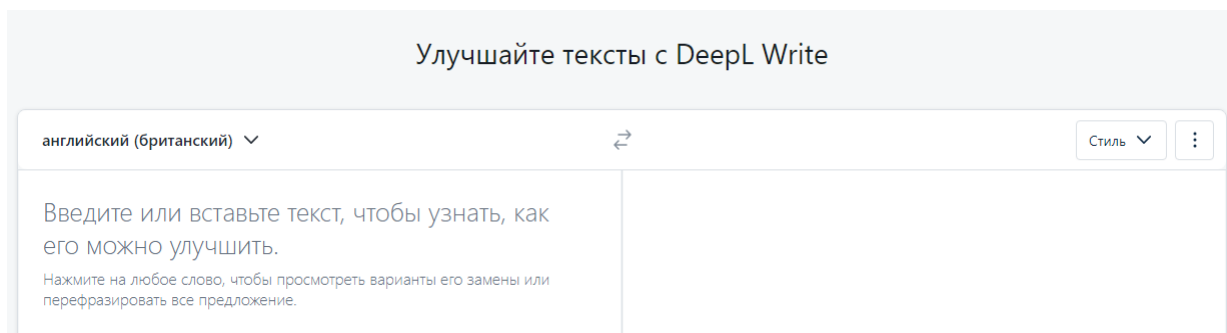 Улучшайте тексты с DeepL Write
английский (британский)
Стиль
Введите или вставьте текст, чтобы узнать, как
его можно улучшить.
Нажмите на любое слово, чтобы просмотреть варианты его замены или
перефразировать все предложение.